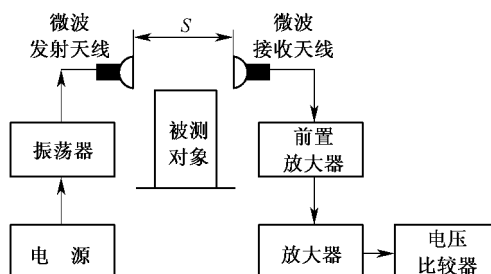 微波
发射天线
S
微波
接收天线
振荡器
被测
对象
前置
放大器
电 源
放大器
电压
比较器